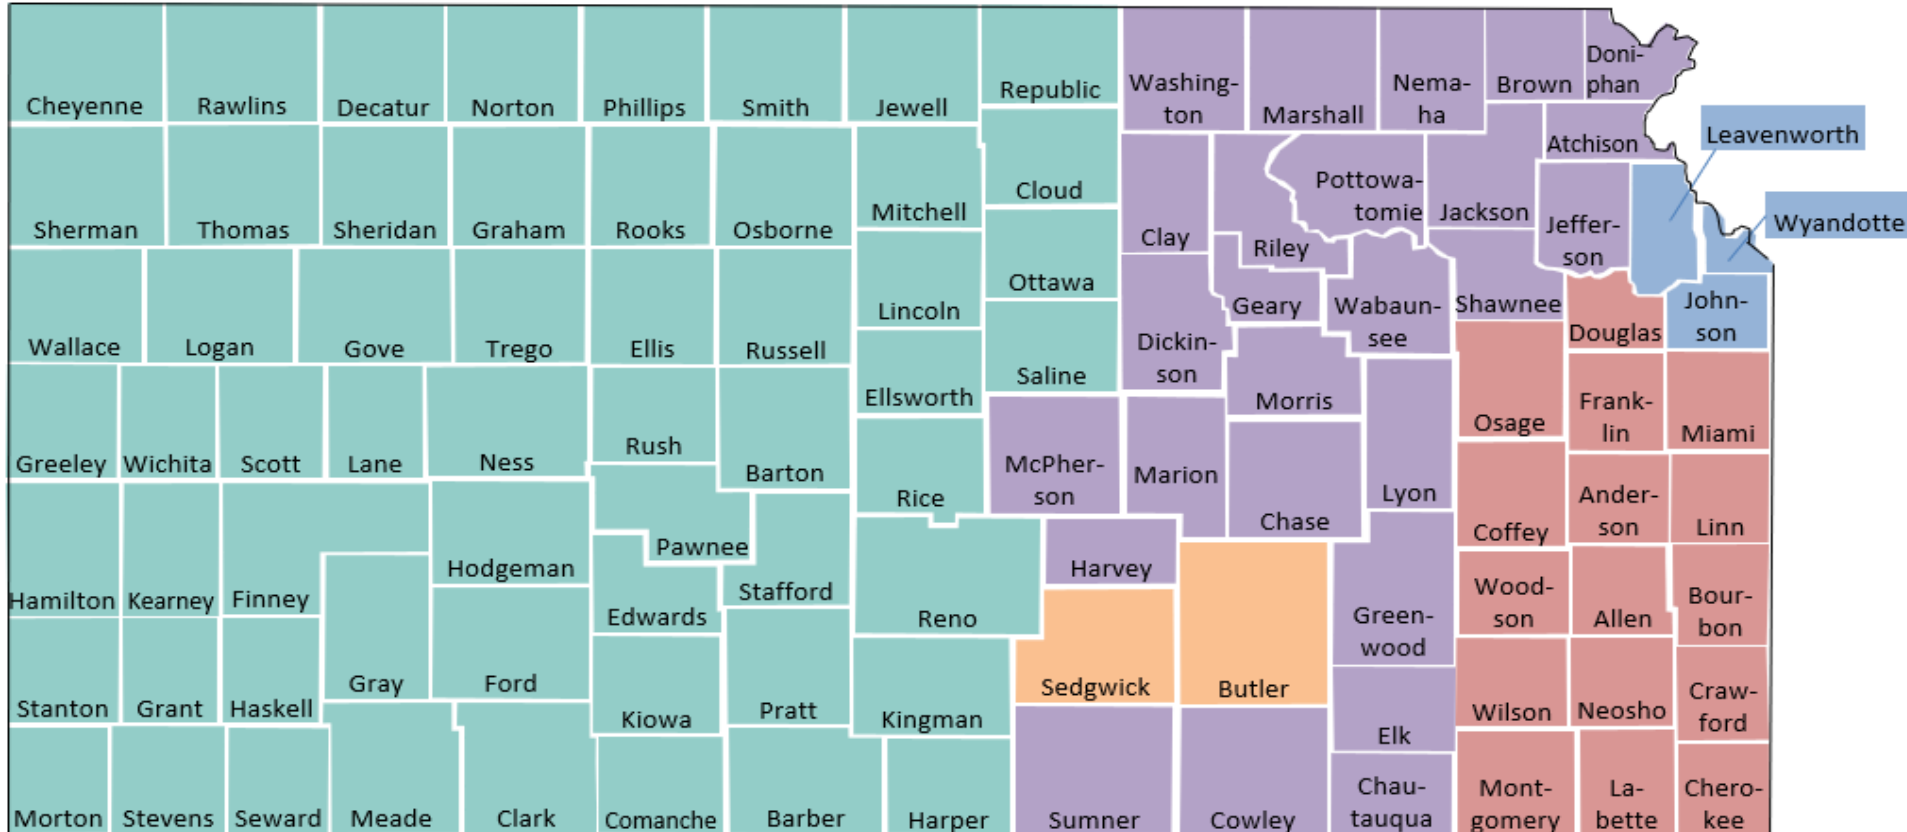 Cheyenne
Rawlins
Decatur
Norton
Phillips
Smith
Jewell
Republic
Washing-
ton
Marshall
Nema-
ha
Brown
Doni-
phan
Atchison
Leavenworth
Wyandotte
Sherman
Thomas
Sheridan
Graham
Rooks
Osborne
Mitchell
Cloud
Clay
Riley
Pottowa-
tomie
Jackson
Jeffer-
son
Wallace
Logan
Gove
Trego
Ellis
Russell
Lincoln
Ottawa
Geary
Wabaun-
see
Shawnee
Douglas
John-
son
Greeley
Wichita
Scott
Lane
Ness
Rush
Barton
Ellsworth
Saline
Dickin-
son
Morris
Osage
Frank-
lin
Miami
Rice
McPher-
son
Marion
Chase
Lyon
Coffey
Ander-
son
Linn
Hamilton
Kearney
Finney
Hodgeman
Pawnee
Edwards
Stafford
Reno
Harvey
Green-
wood
Wood-
son
Allen
Bour-
bon
Stanton
Grant
Haskell
Gray
Ford
Kiowa
Pratt
Kingman
Sedgwick
Butler
Elk
Wilson
Neosho
Craw-
ford
Morton
Stevens
Seward
Meade
Clark
Comanche
Barber
Harper
Sumner
Cowley
Chau-
tauqua
Mont-
gomery
La-
bette
Chero-
kee